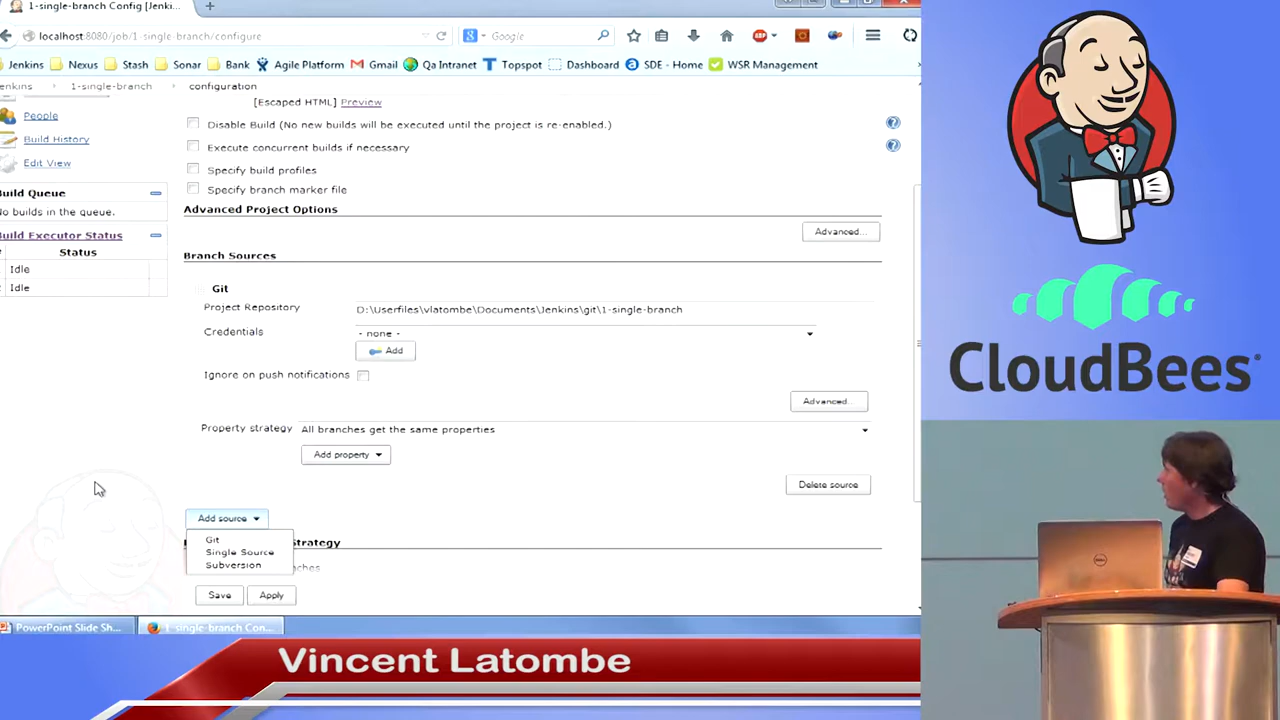 1-single-branch Config [Jenki...
localhost:8080/job/1-single-branch/configure
Google
Jenkins Nexus Stash Sonar Bank Agile Platform Gmail Qa Intranet Topspot Dashboard SDE - Home WSR Management
enkins 1-single-branch configuration
[Escaped HTML] Preview
People
Disable Build (No new builds will be executed until the project is re-enabled.)
Build History
Execute concurrent builds if necessary
Edit View
Specify build profiles
Specify branch marker file
Build Queue
No builds in the queue.
Advanced Project Options
Advanced...
Build Executor Status
Status
Idle
Idle
Branch Sources
Git
Project Repository D:\Userfiles\vlatombe\Documents\Jenkins\git\1-single-branch
Credentials - none -
Add
Ignore on push notifications
Advanced...
Property strategy All branches get the same properties
Add property
Delete source
Add source
Git
Single Source
Subversion
Strategy
ches
Save Apply
PowerPoint Slide Sh... 1-single-branch Con...
Vincent Latombe
CloudBees
DELL